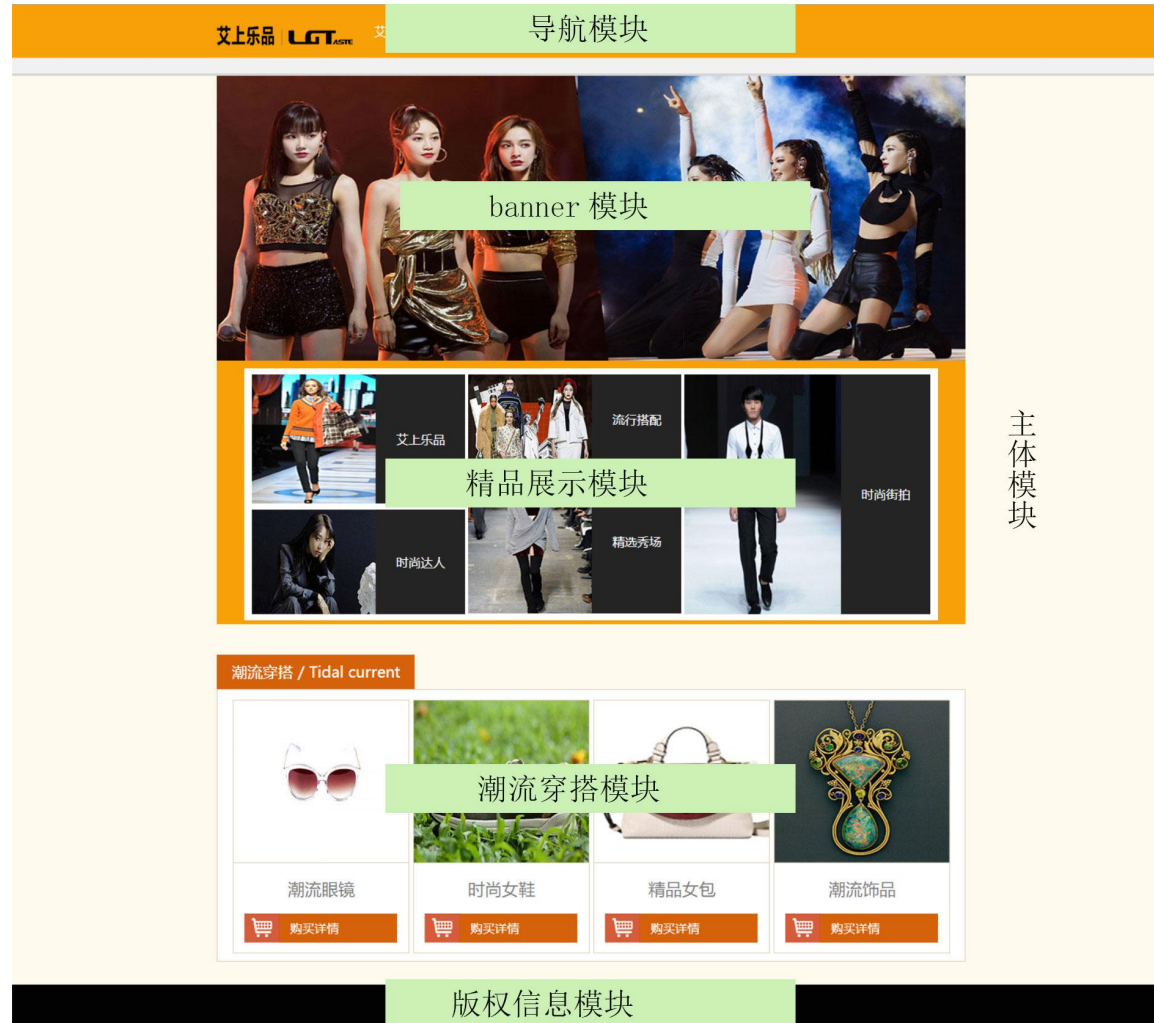 艾上乐品 LGTASTE 艾
导航模块
banner 模块
艾上乐品
流行搭配
精品展示模块
时尚街拍
主体模块
时尚达人
精选秀场
潮流穿搭 / Tidal current
潮流穿搭模块
潮流眼镜 时尚女鞋 精品女包 潮流饰品
购买详情 购买详情 购买详情 购买详情
版权信息模块